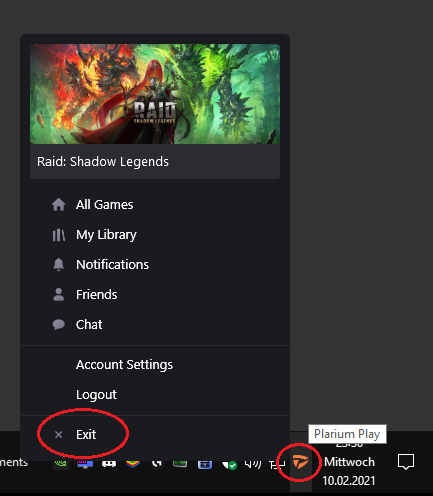 RAID
SHADOW LEGENDS
Raid: Shadow Legends
All Games
My Library
Notifications
Friends
Chat
Account Settings
Logout
Exit
Plarium Play
ments
Mittwoch
10.02.2021